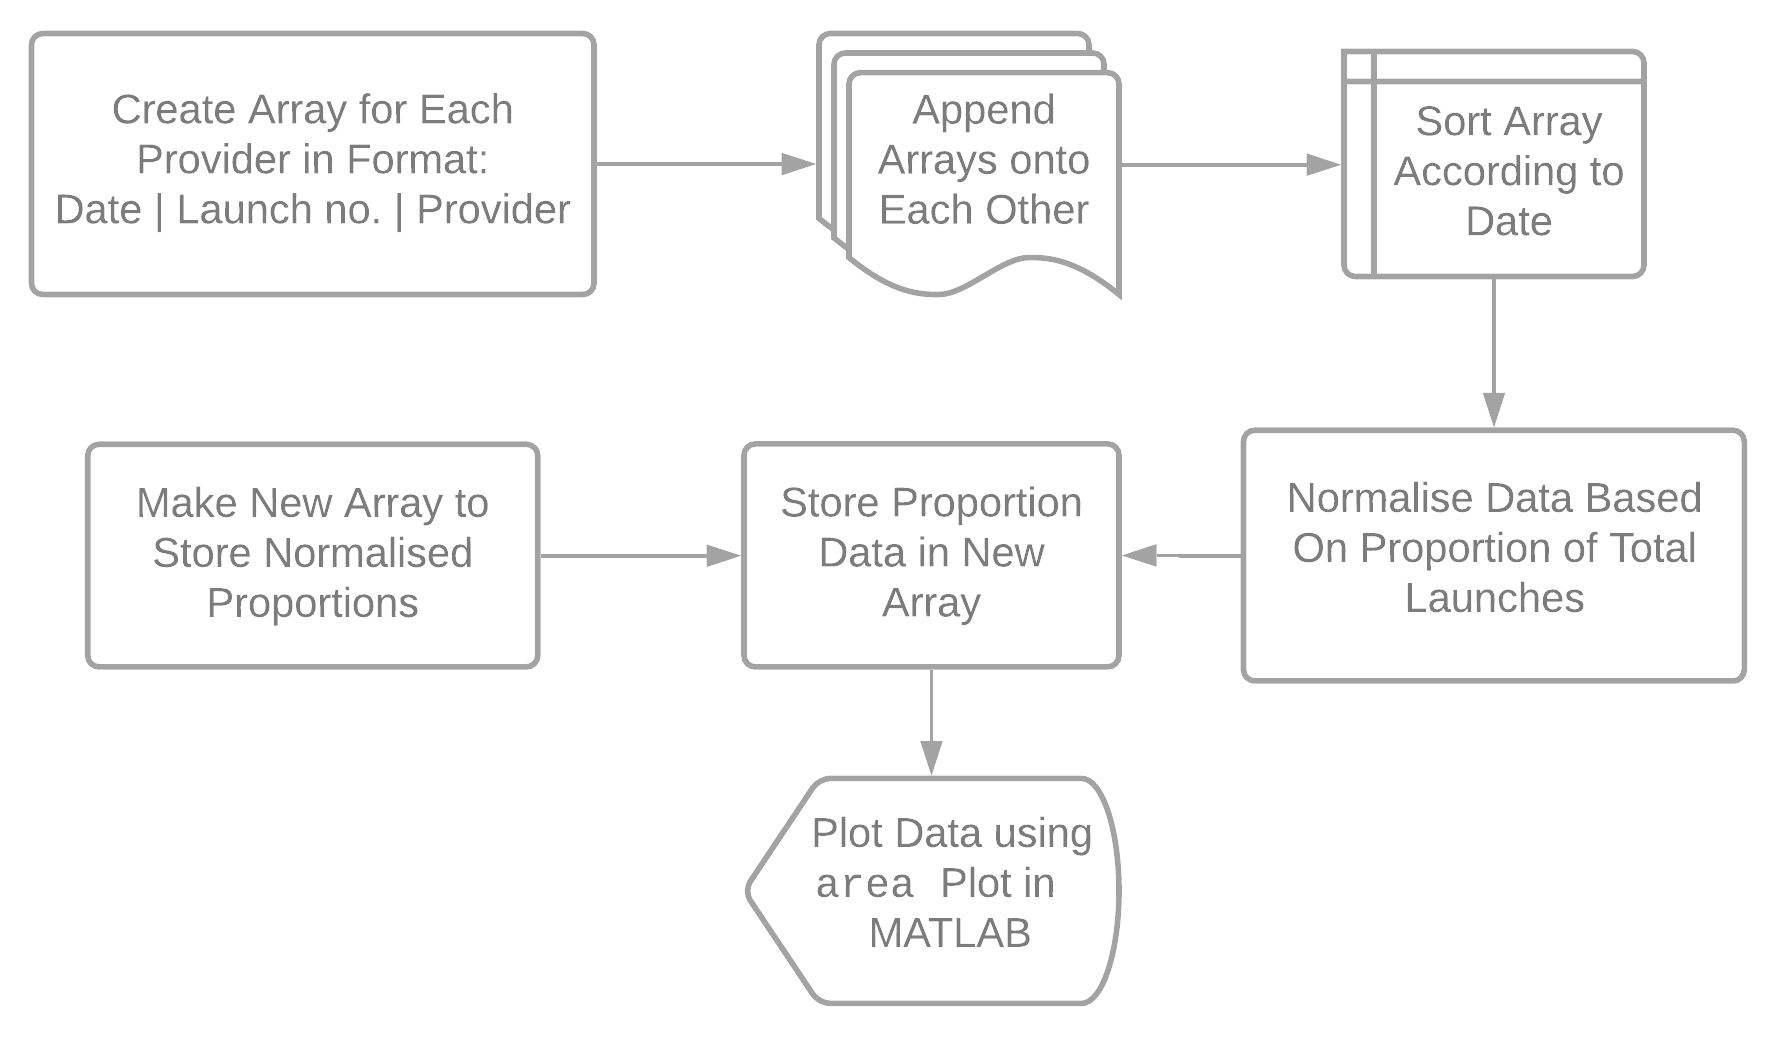 Create Array for Each
Provider in Format:
Date | Launch no. | Provider
Append
Arrays onto
Each Other
Sort Array
According to
Date
Make New Array to
Store Normalised
Proportions
Store Proportion
Data in New
Array
Normalise Data Based
On Proportion of Total
Launches
Plot Data using
area Plot in
MATLAB